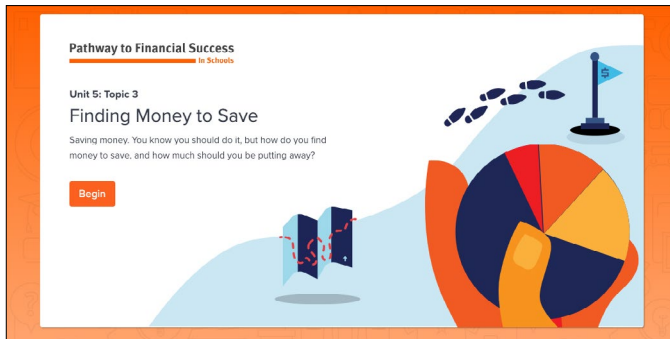 Pathway to Financial Success
In Schools
Unit 5: Topic 3
Finding Money to Save
Saving money. You know you should do it, but how do you find
money to save, and how much should you be putting away?
Begin